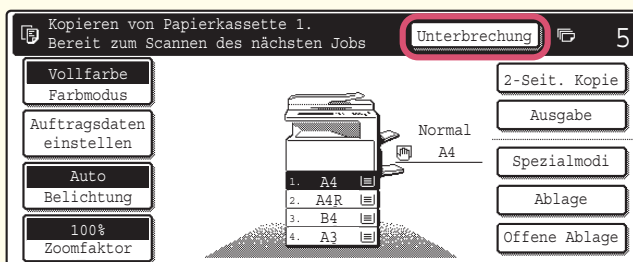 Kopieren von Papierkassette 1.
Bereit zum Scannen des nächsten Jobs
Unterbrechung
5
Vollfarbe
Farbmodus
Auftragsdaten
einstellen
Auto
Belichtung
100%
Zoomfaktor
1. A4
2. A4R
3. B4
4. A3
Normal
A4
2-Seit. Kopie
Ausgabe
Spezialmodi
Ablage
Offene Ablage